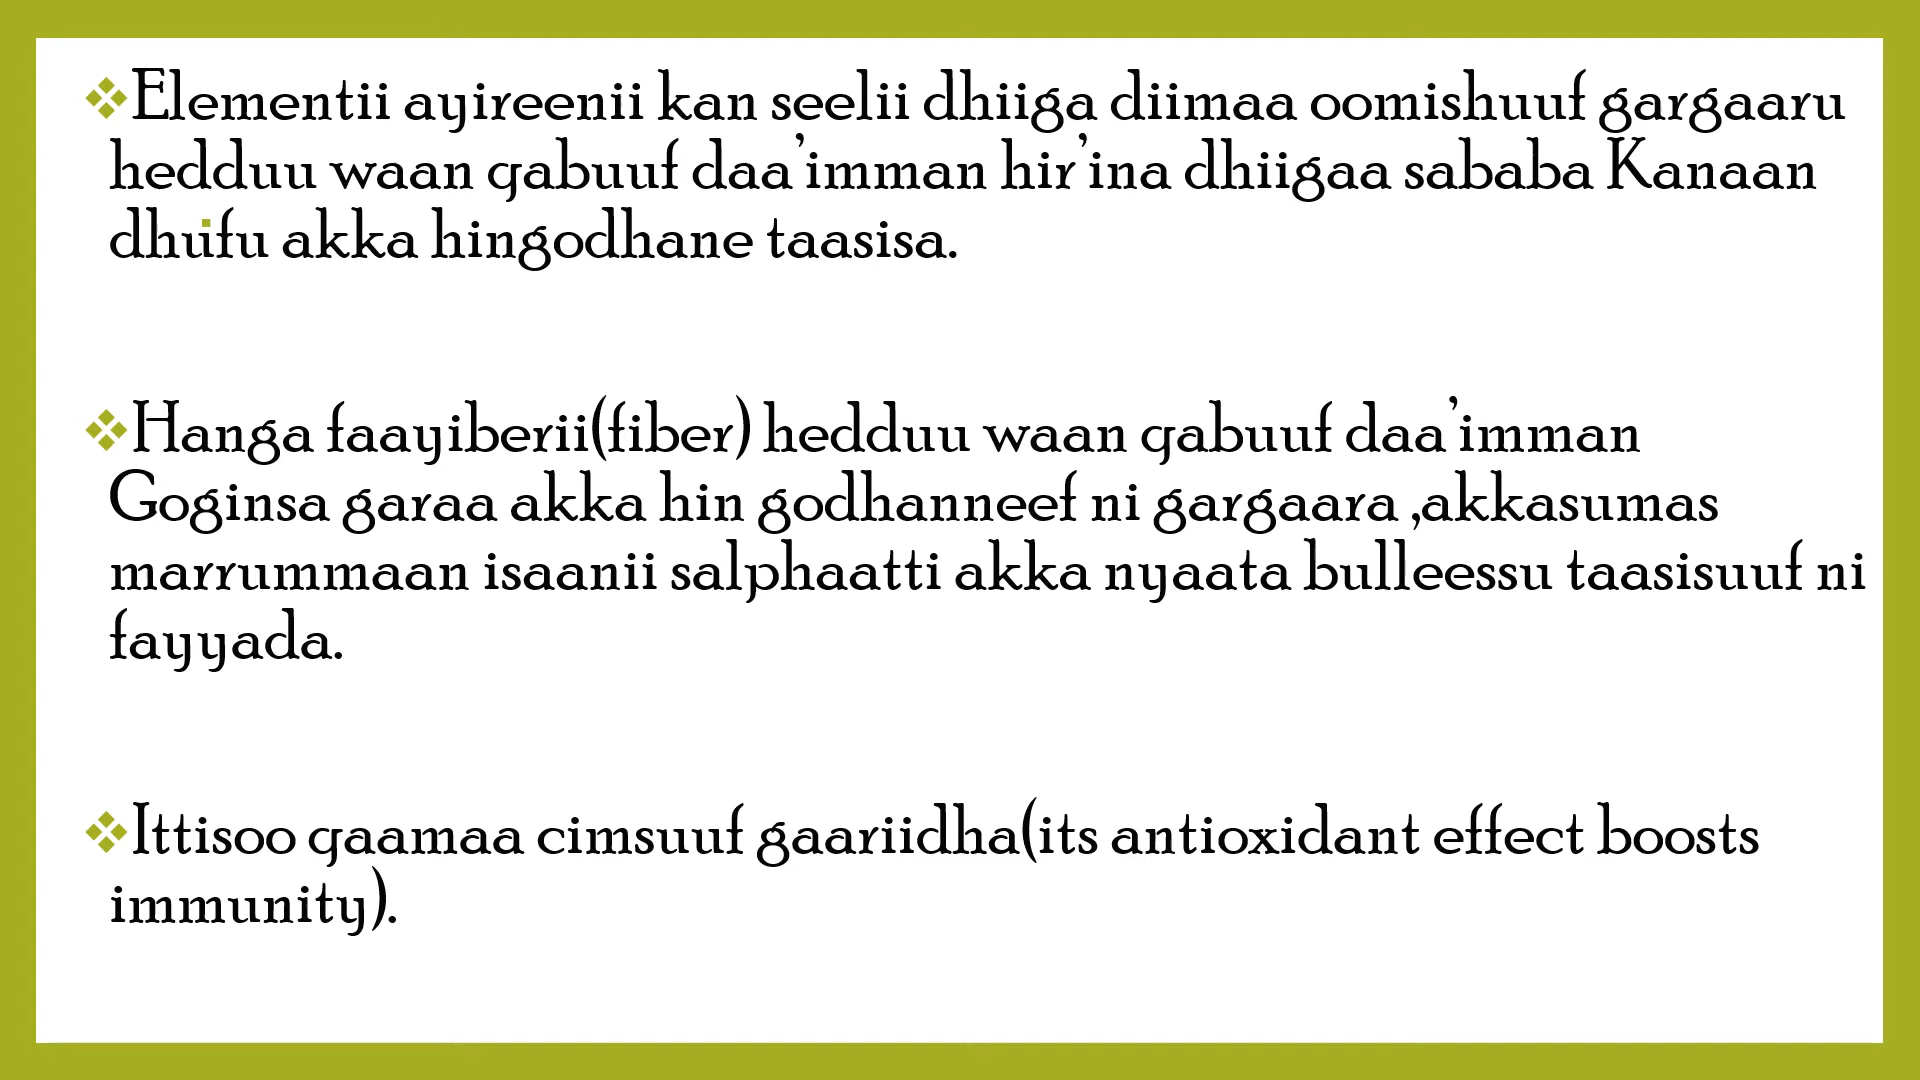 ❖Elementii ayireenii kan seelii dhiiga diimaa oomishuuf gargaaru
hedduu waan qabuuf daa’imman hir’ina dhiigaa sababa Kanaan
dhufu akka hingodhane taasisa.
❖Hanga faayiberii(fiber) hedduu waan qabuuf daa’imman
Goginsa garaa akka hin godhanneef ni gargaara ,akkasumas
marrummaan isaanii salphaatti akka nyaata bulleessu taasisuuf ni
fayyada.
❖Ittisoo qaamaa cimsuuf gaariidha(its antioxidant effect boosts
immunity).